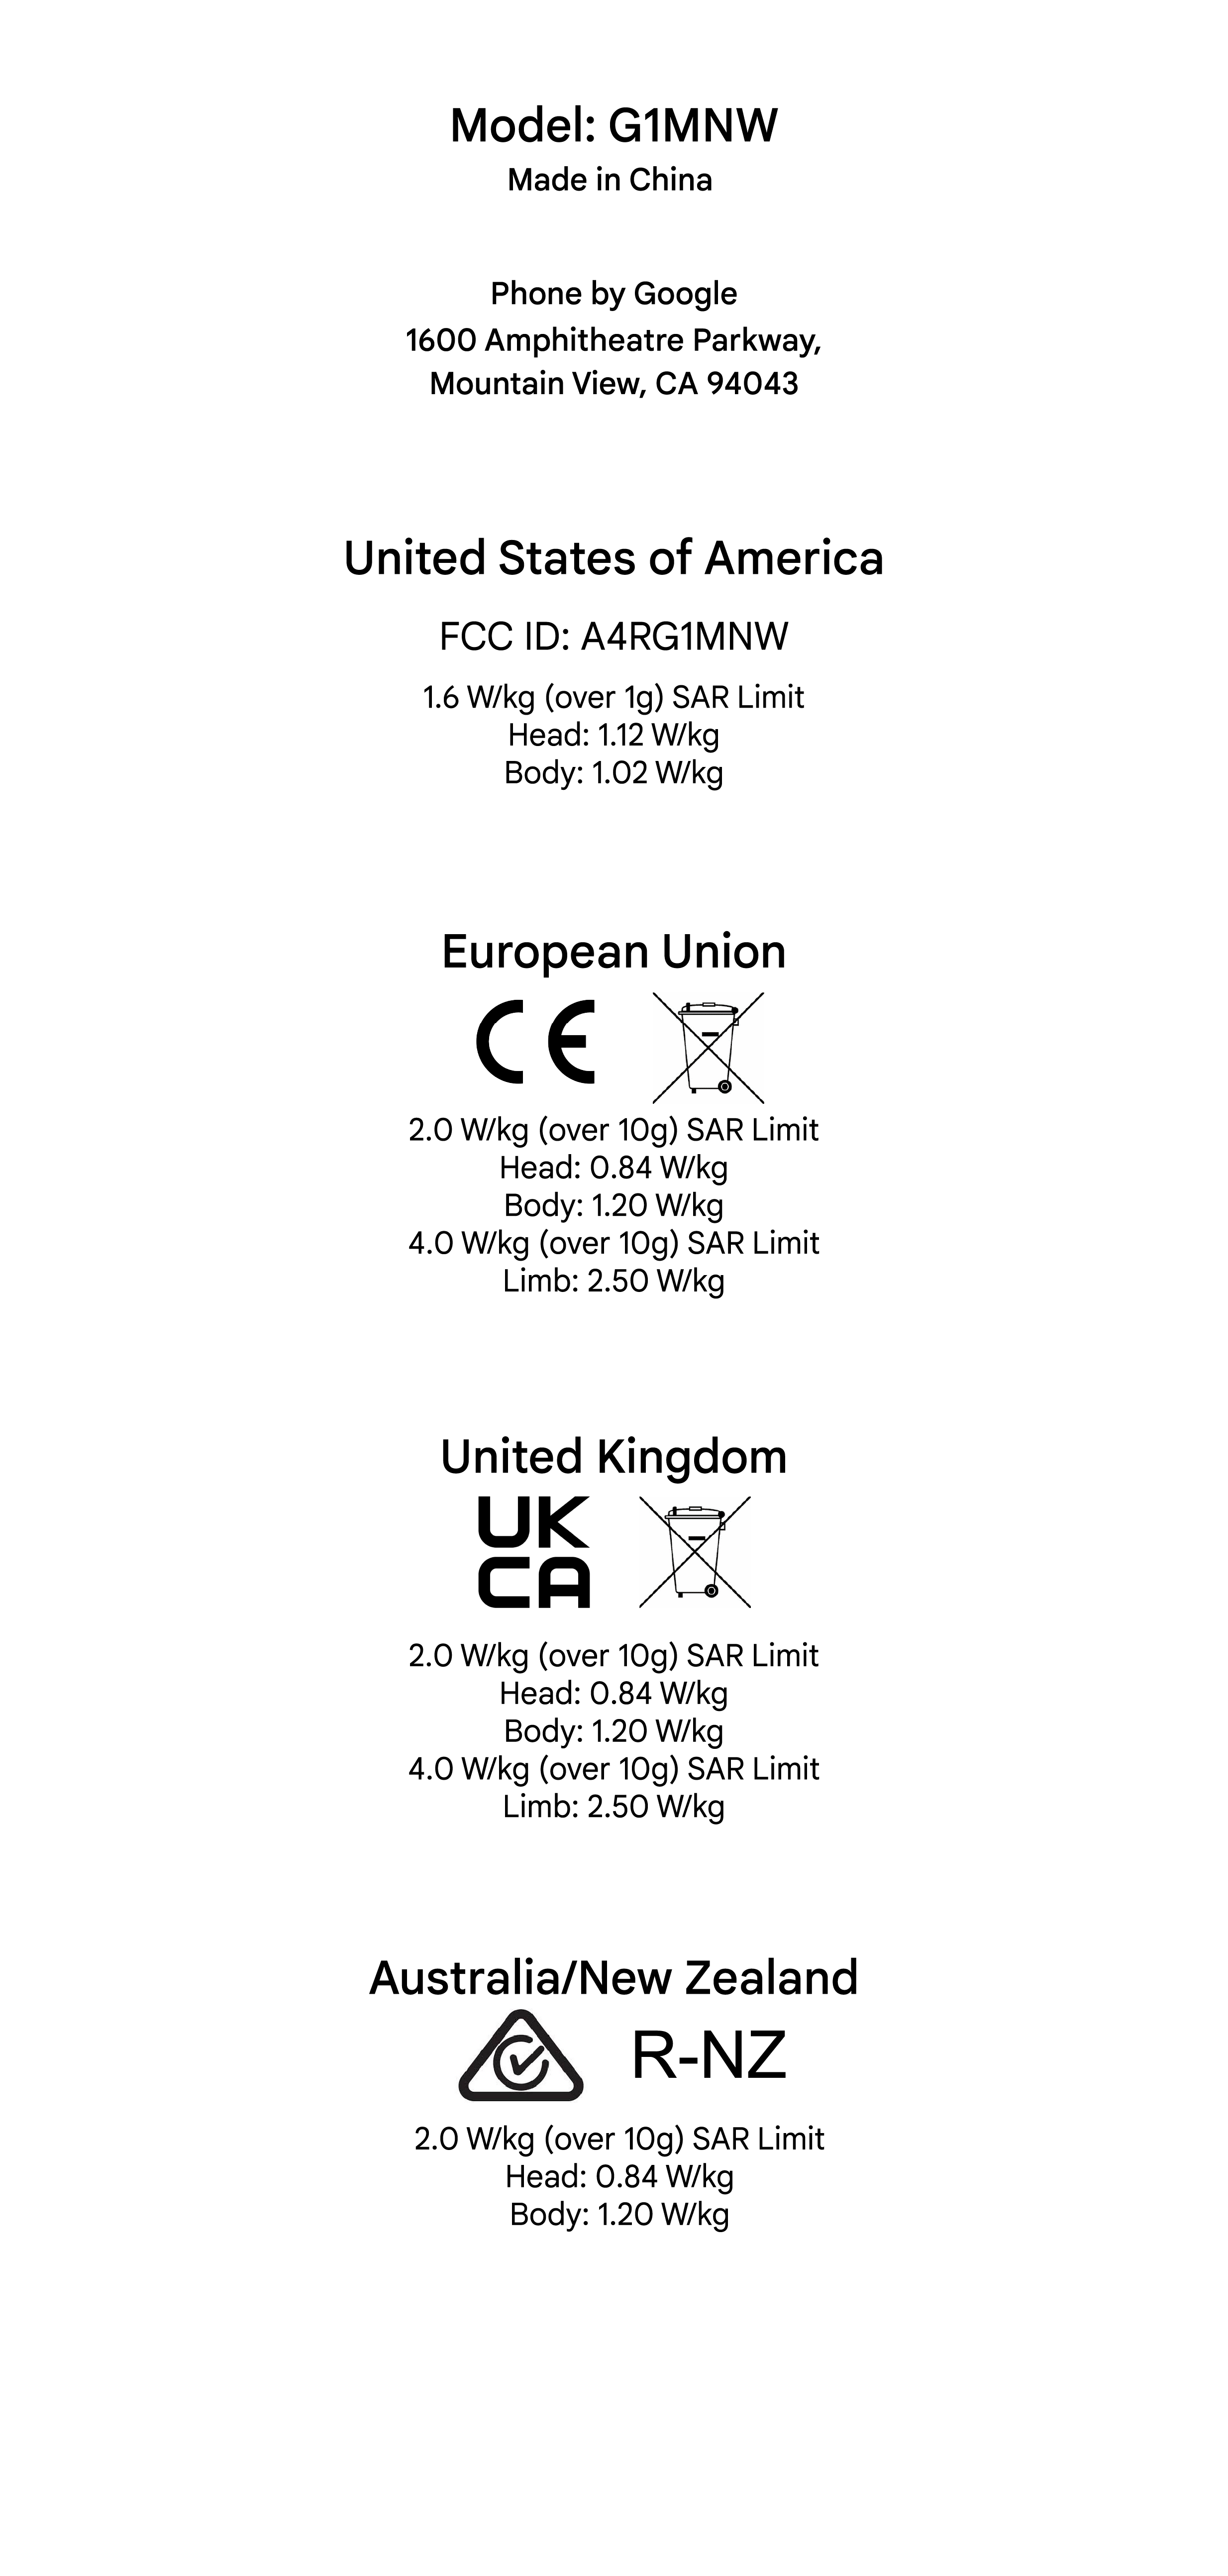 Model: G1MNW
Made in China
Phone by Google
1600 Amphitheatre Parkway,
Mountain View, CA 94043
United States of America
FCC ID: A4RG1MNW
1.6 W/kg (over 1g) SAR Limit
Head: 1.12 W/kg
Body: 1.02 W/kg
European Union
CE
2.0 W/kg (over 10g) SAR Limit
Head: 0.84 W/kg
Body: 1.20 W/kg
4.0 W/kg (over 10g) SAR Limit
Limb: 2.50 W/kg
United Kingdom
UK
CA
2.0 W/kg (over 10g) SAR Limit
Head: 0.84 W/kg
Body: 1.20 W/kg
4.0 W/kg (over 10g) SAR Limit
Limb: 2.50 W/kg
Australia/New Zealand
R-NZ
2.0 W/kg (over 10g) SAR Limit
Head: 0.84 W/kg
Body: 1.20 W/kg